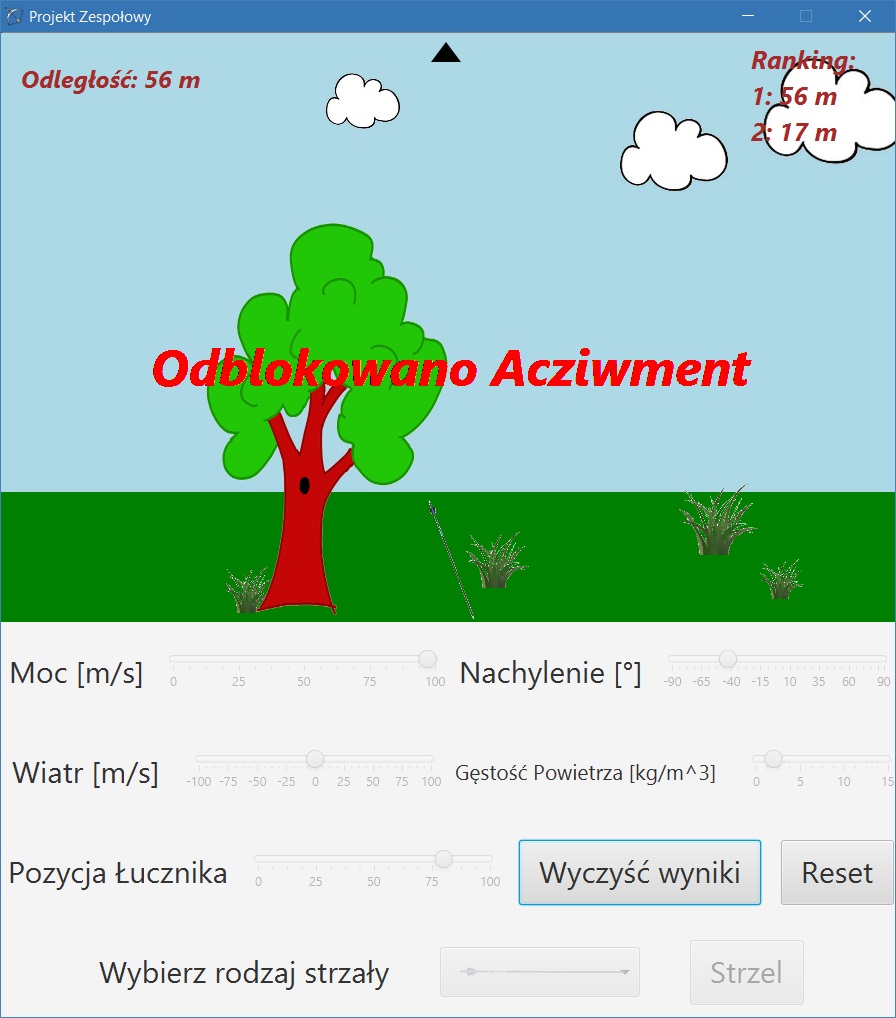 Projekt Zespołowy
Odległość: 56 m
Ranking:
1: 56 m
2: 17 m
Odblokowano Acziwment
Moc [m/s]
0 25 50 75 100
Nachylenie [°]
-90 -65 -40 -15 10 35 60 90
Wiatr [m/s]
-100 -75 -50 -25 0 25 50 75 100
Gęstość Powietrza [kg/m^3]
0 5 10 15
Pozycja Łucznika
0 25 50 75 100
Wyczyść wyniki
Reset
Wybierz rodzaj strzały
Strzel